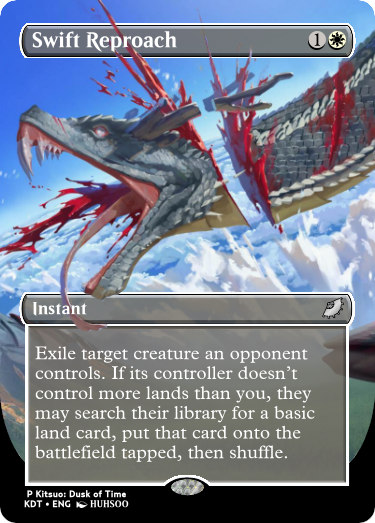 Swift Reproach 1
Instant
Exile target creature an opponent
controls. If its controller doesn't
control more lands than you, they
may search their library for a basic
land card, put that card onto the
battlefield tapped, then shuffle.
P Kitsuo: Dusk of Time
KDT • ENG HUHSOO